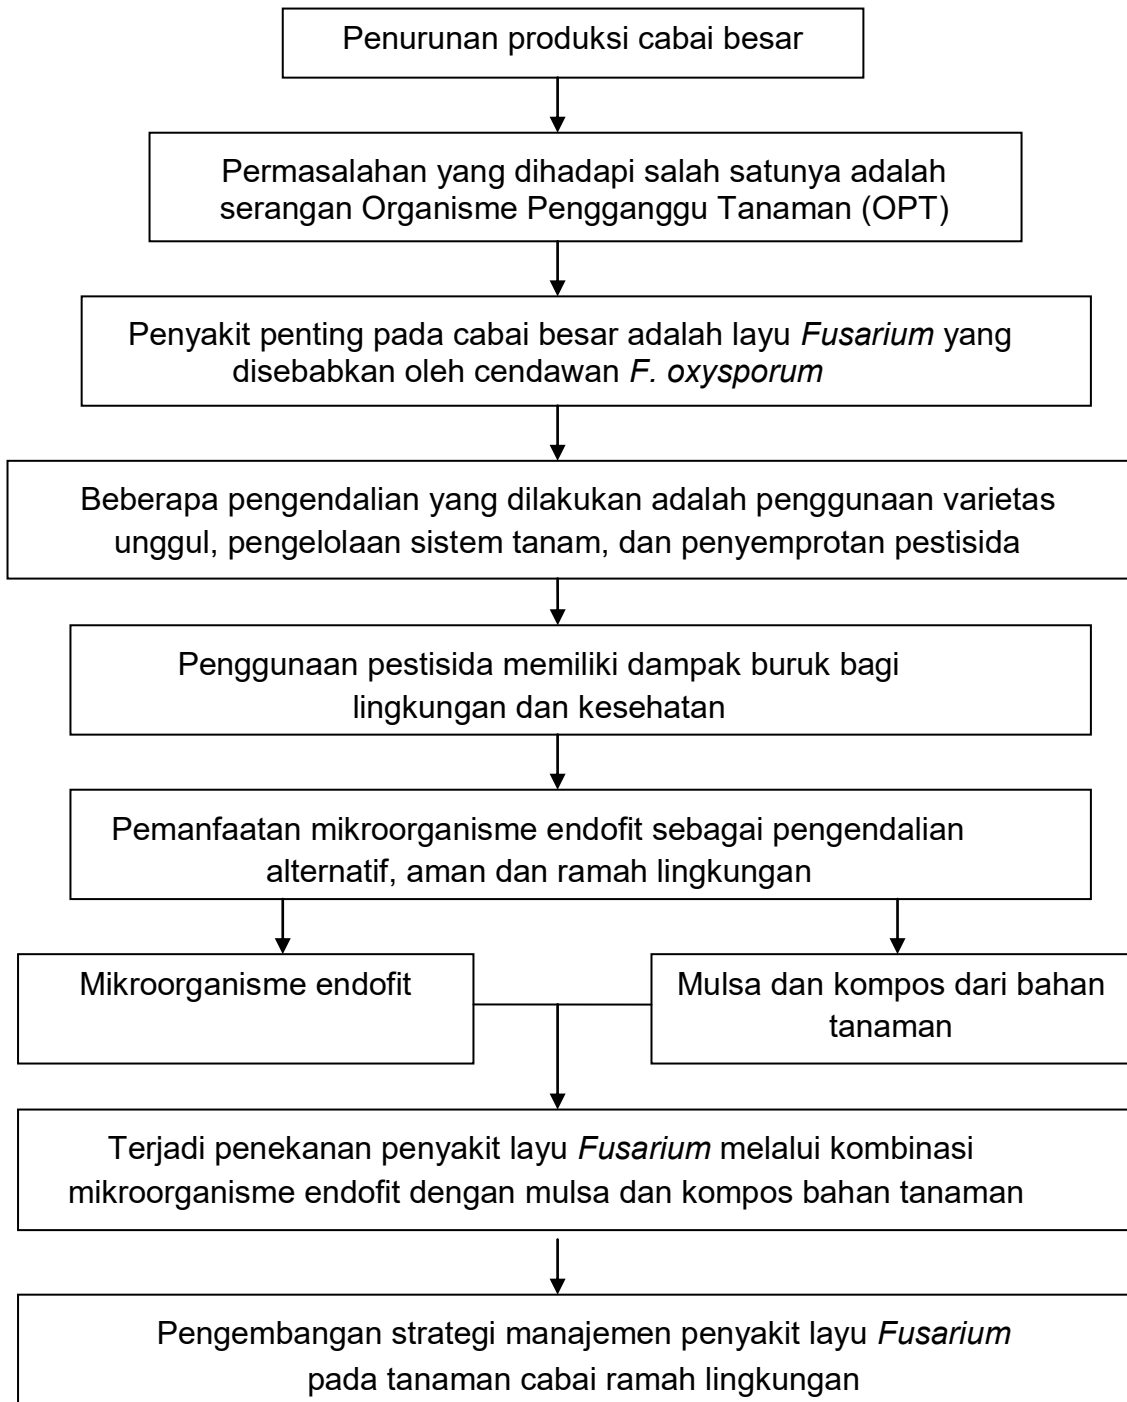 Penurunan produksi cabai besar
Permasalahan yang dihadapi salah satunya adalah
serangan Organisme Pengganggu Tanaman (OPT)
Penyakit penting pada cabai besar adalah layu Fusarium yang
disebabkan oleh cendawan F. oxysporum
Beberapa pengendalian yang dilakukan adalah penggunaan varietas
unggul, pengelolaan sistem tanam, dan penyemprotan pestisida
Penggunaan pestisida memiliki dampak buruk bagi
lingkungan dan kesehatan
Pemanfaatan mikroorganisme endofit sebagai pengendalian
alternatif, aman dan ramah lingkungan
Mikroorganisme endofit
Mulsa dan kompos dari bahan
tanaman
Terjadi penekanan penyakit layu Fusarium melalui kombinasi
mikroorganisme endofit dengan mulsa dan kompos bahan tanaman
Pengembangan strategi manajemen penyakit layu Fusarium
pada tanaman cabai ramah lingkungan